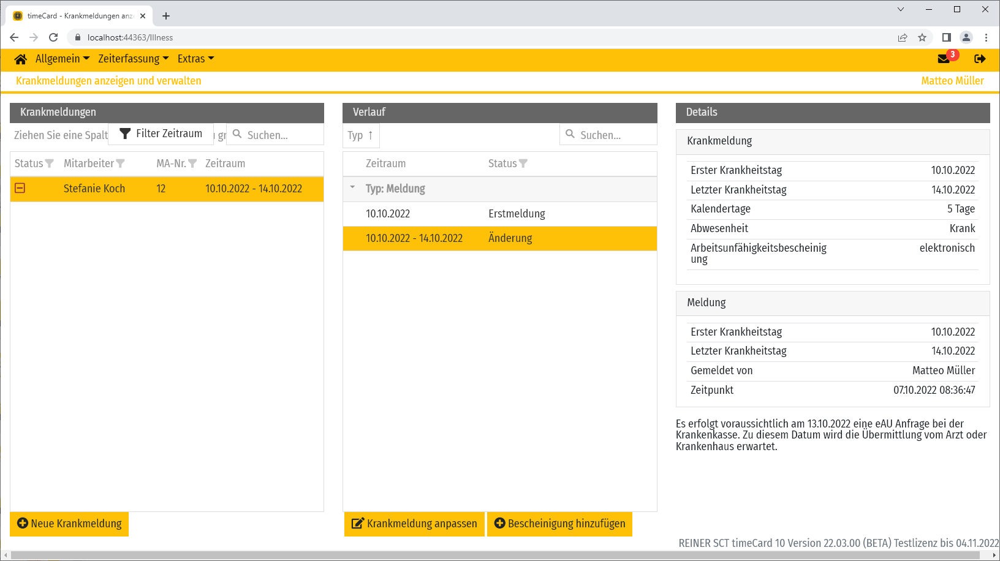 timeCard - Krankmeldungen anze
localhost:44363/Illness
Allgemein Zeiterfassung Extras 3
Krankmeldungen anzeigen und verwalten Matteo Müller
Krankmeldungen
Ziehen Sie eine Spalt Filter Zeitraum Suchen...
Status Mitarbeiter MA-Nr. Zeitraum
Stefanie Koch 12 10.10.2022 - 14.10.2022
Neue Krankmeldung
Verlauf
Typ ↑ Suchen...
Zeitraum Status
Typ: Meldung
10.10.2022 Erstmeldung
10.10.2022 - 14.10.2022 Änderung
Krankmeldung anpassen Bescheinigung hinzufügen
Details
Krankmeldung
Erster Krankheitstag 10.10.2022
Letzter Krankheitstag 14.10.2022
Kalendertage 5 Tage
Abwesenheit Krank
Arbeitsunfähigkeitsbescheinig elektronisch
ung
Meldung
Erster Krankheitstag 10.10.2022
Letzter Krankheitstag 14.10.2022
Gemeldet von Matteo Müller
Zeitpunkt 07.10.2022 08:36:47
Es erfolgt voraussichtlich am 13.10.2022 eine eAU Anfrage bei der
Krankenkasse. Zu diesem Datum wird die Übermittlung vom Arzt oder
Krankenhaus erwartet.
REINER SCT timeCard 10 Version 22.03.00 (BETA) Testlizenz bis 04.11.2022